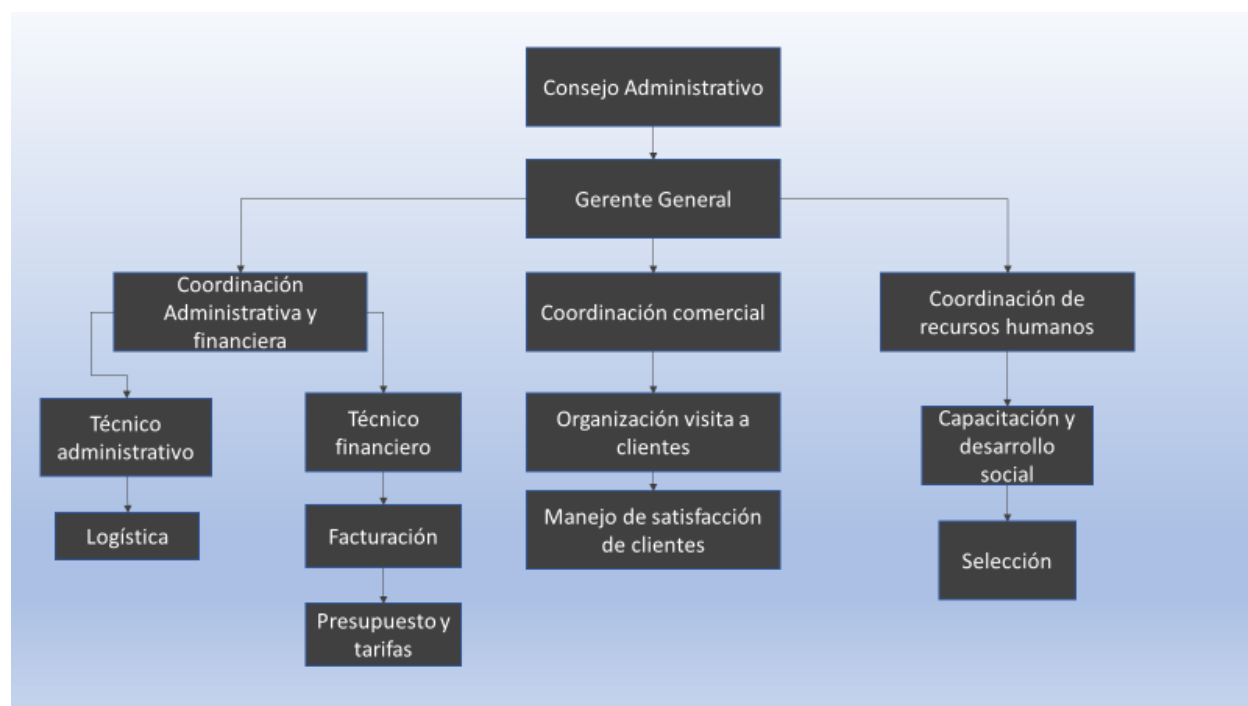 Consejo Administrativo
Gerente General
Coordinación
Administrativa y
financiera
Coordinación comercial
Coordinación de
recursos humanos
Técnico
administrativo
Técnico
financiero
Organización visita a
clientes
Capacitación y
desarrollo
social
Logística
Facturación
Manejo de satisfacción
de clientes
Selección
Presupuesto y
tarifas